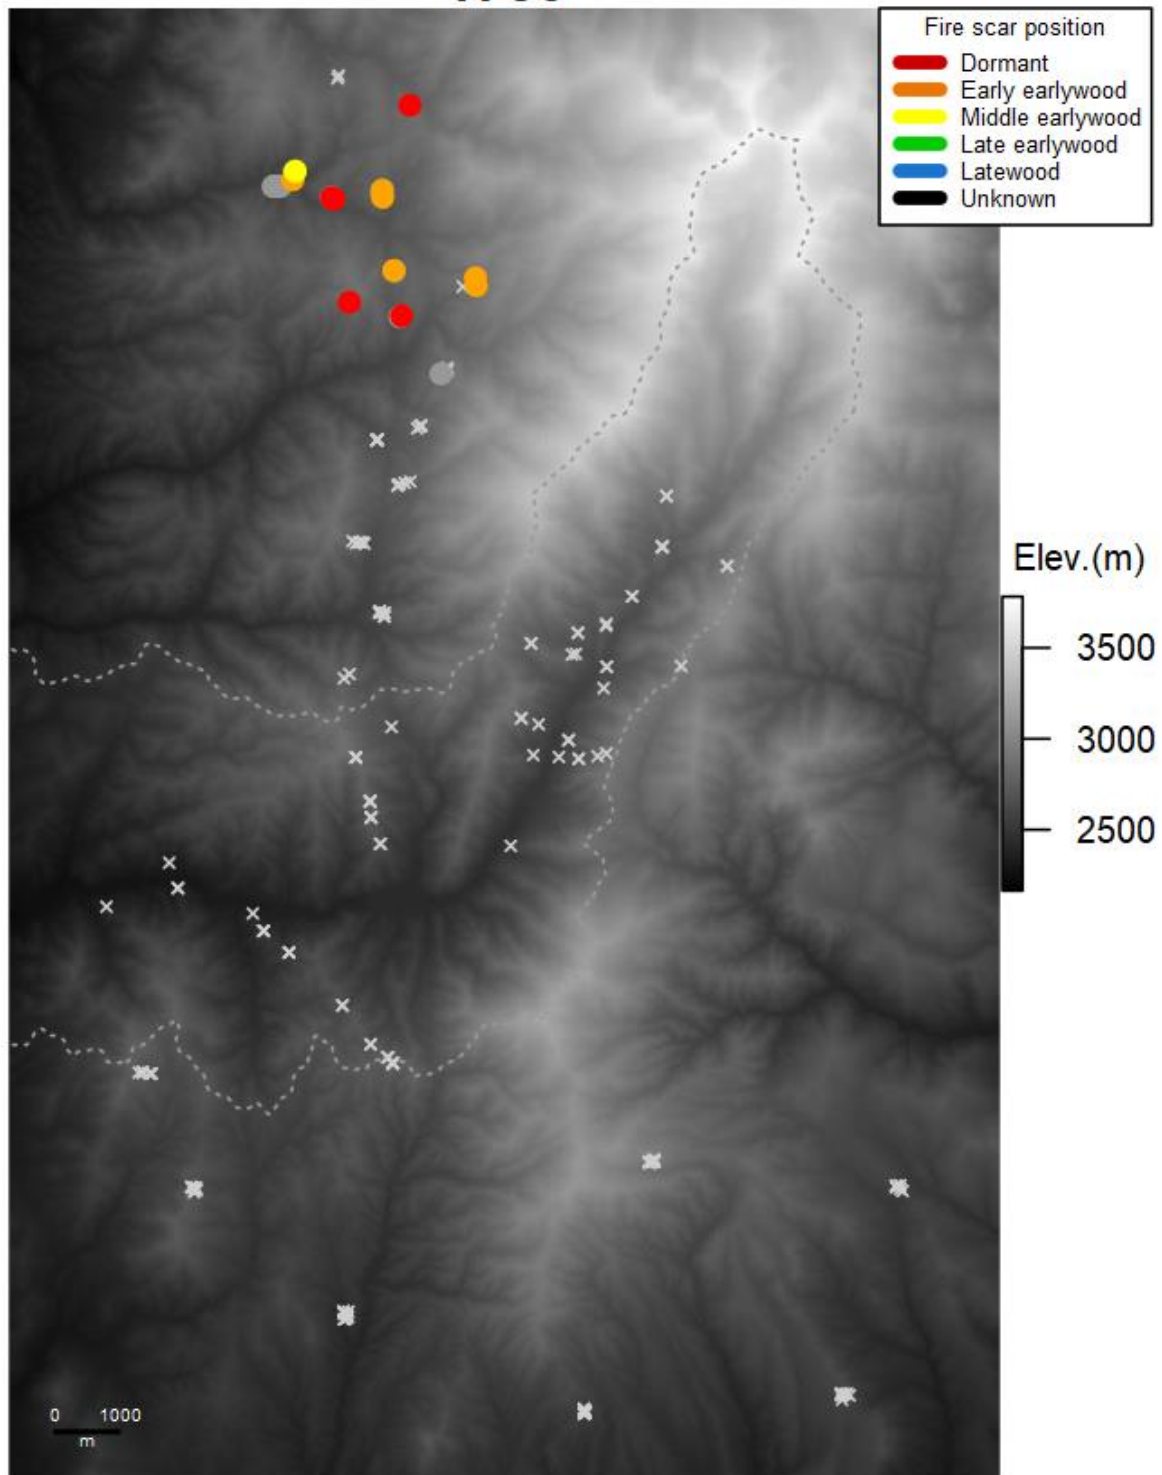 Fire scar position
Dormant
Early earlywood
Middle earlywood
Late earlywood
Latewood
Unknown
Elev.(m)
3500
3000
2500
0 1000
m